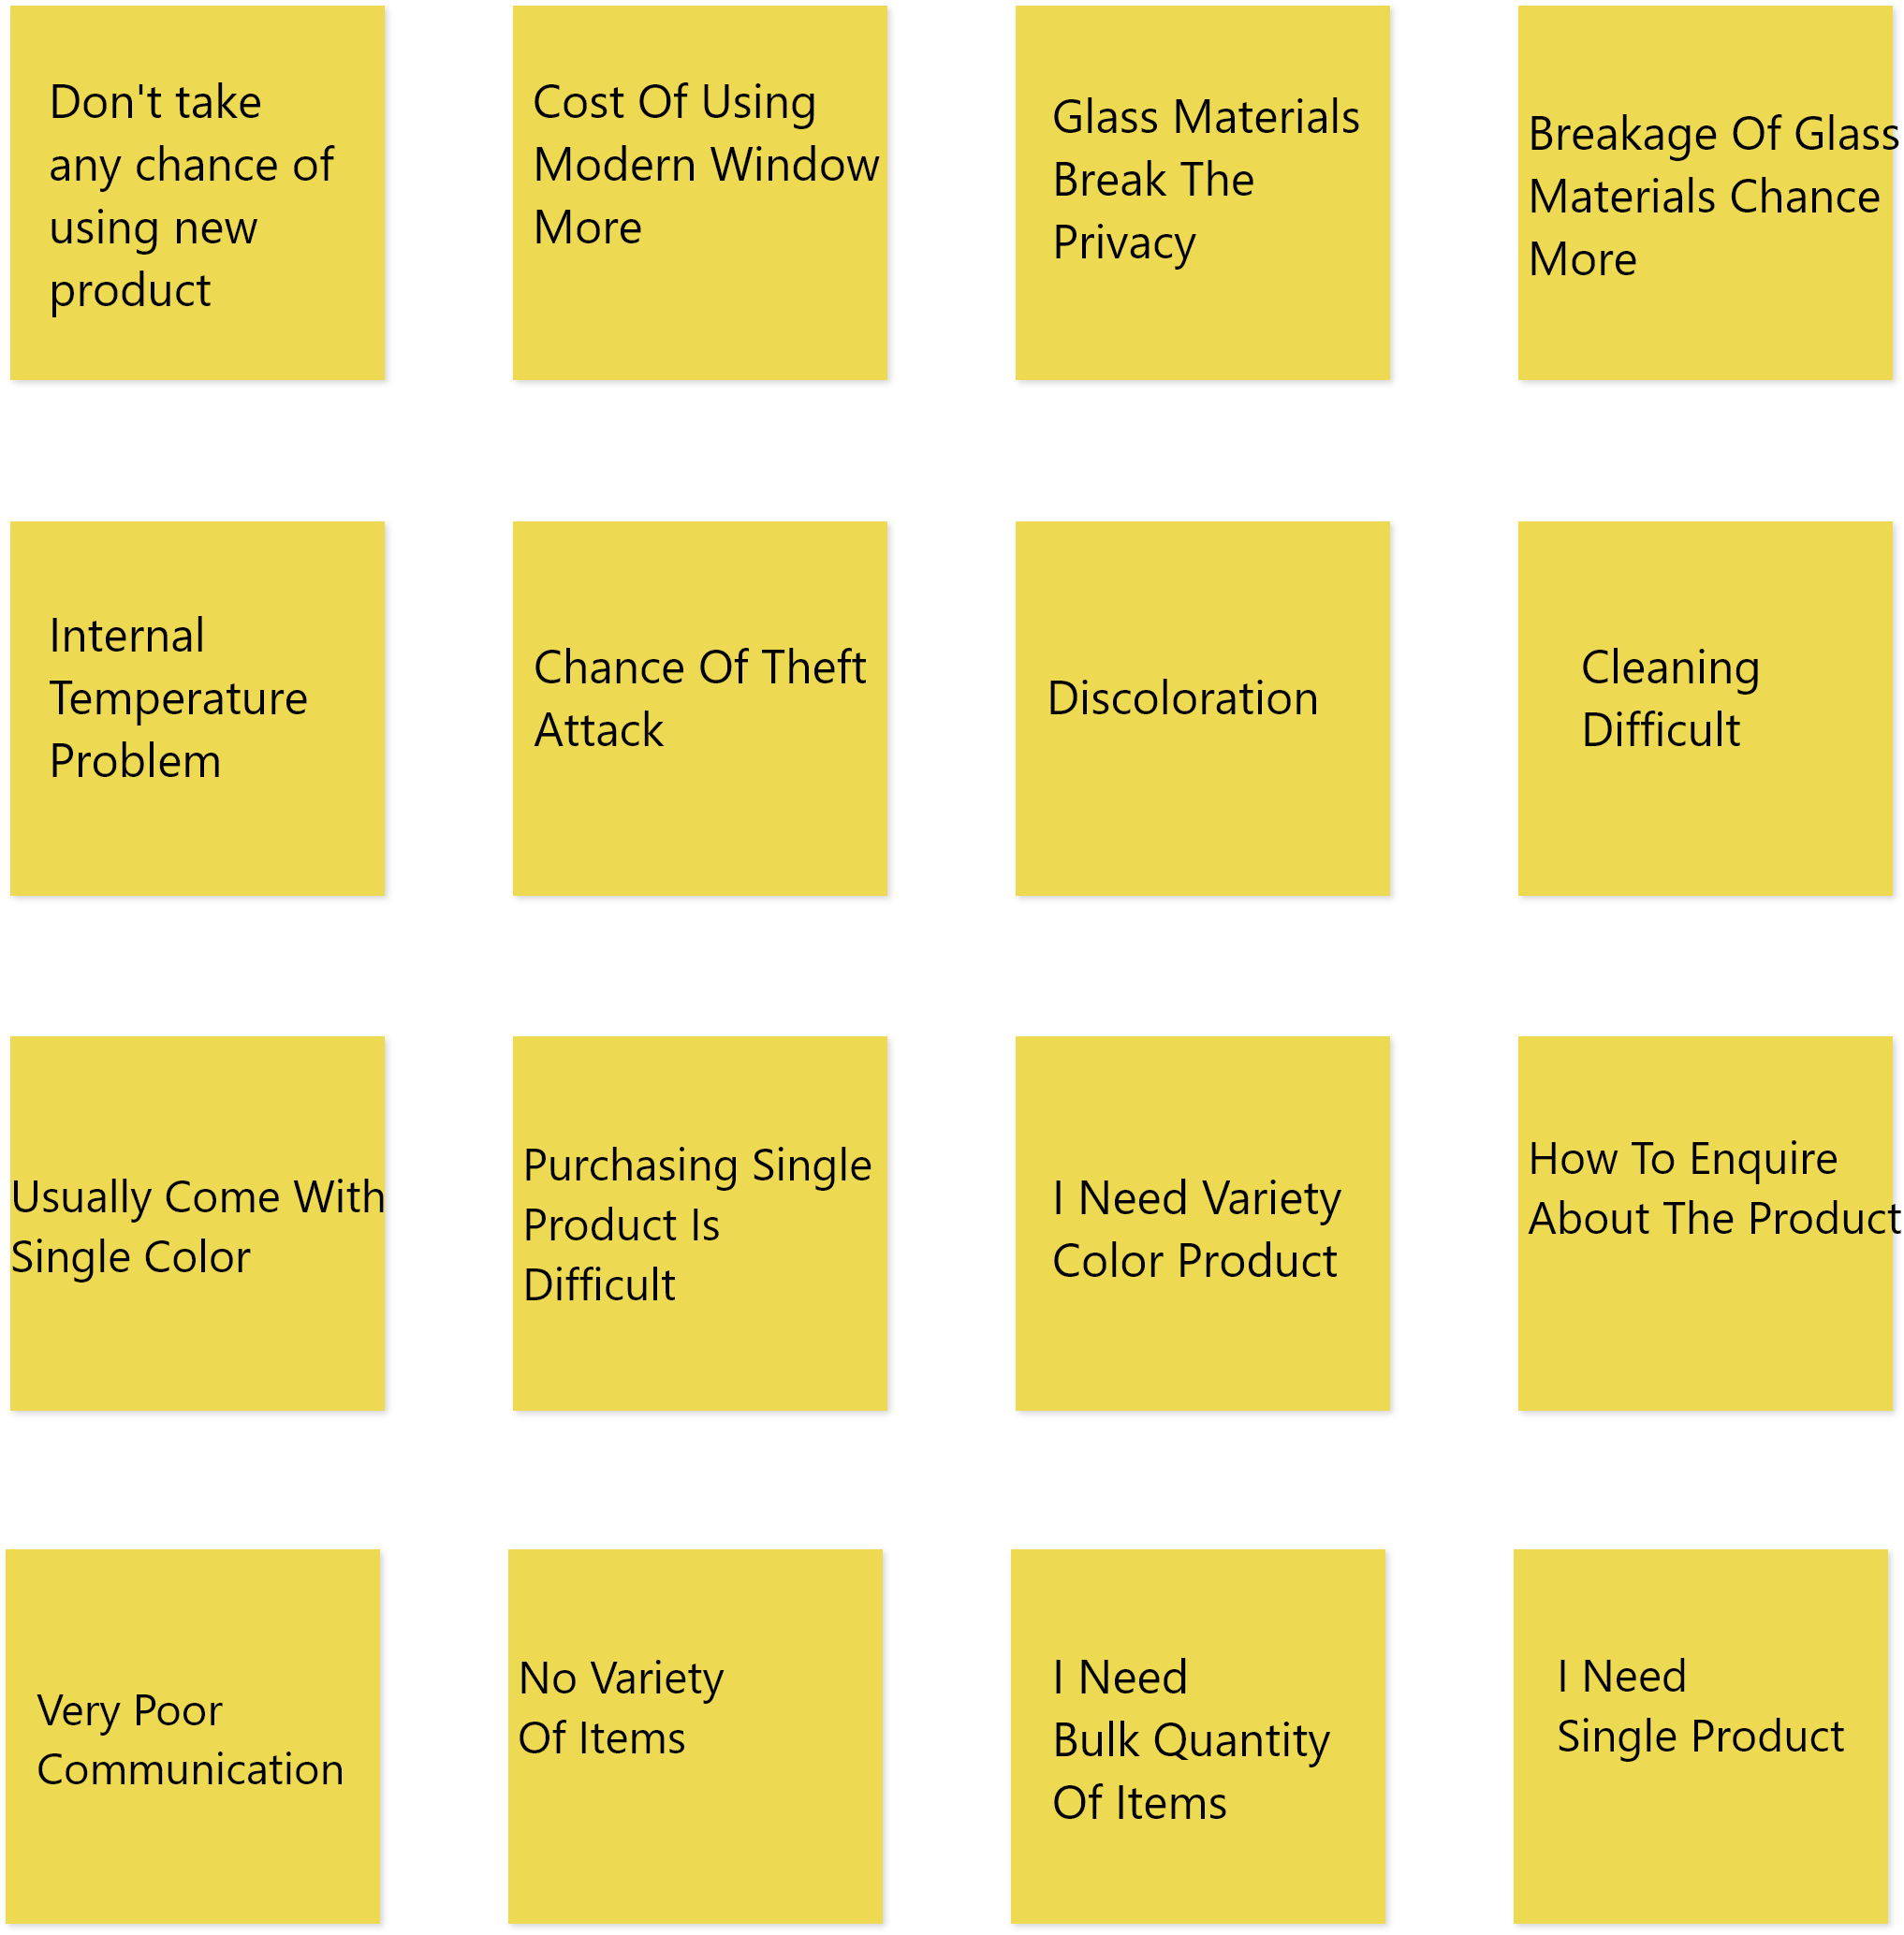 Don't take
any chance of
using new
product
Cost Of Using
Modern Window
More
Glass Materials
Break The
Privacy
Breakage Of Glass
Materials Chance
More
Internal
Temperature
Problem
Chance Of Theft
Attack
Discoloration
Cleaning
Difficult
Usually Come With
Single Color
Purchasing Single
Product Is
Difficult
I Need Variety
Color Product
How To Enquire
About The Product
Very Poor
Communication
No Variety
Of Items
I Need
Bulk Quantity
Of Items
I Need
Single Product